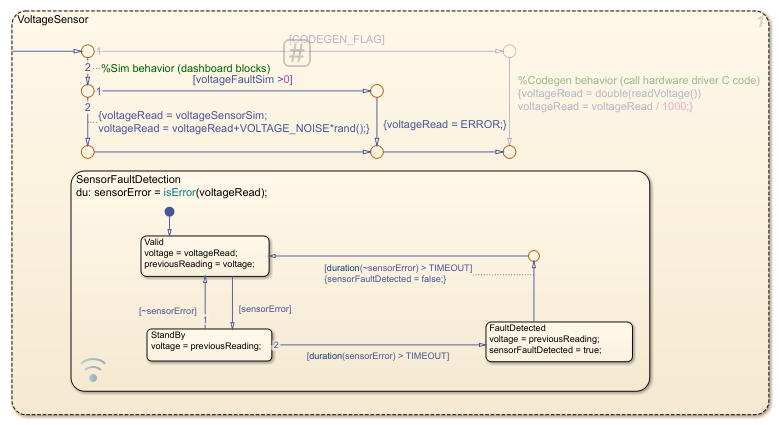 VoltageSensor
1
1
[CODEGEN_FLAG]
#
2
%Sim behavior (dashboard blocks)
[voltageFaultSim >0]
1
%Codegen behavior (call hardware driver C code)
{voltageRead = double(readVoltage())
voltageRead = voltageRead / 1000;}
2
{voltageRead = voltageSensorSim;
voltageRead = voltageRead+VOLTAGE_NOISE*rand();}
{voltageRead = ERROR;}
SensorFaultDetection
du: sensorError = isError(voltageRead);
Valid
voltage = voltageRead;
previousReading = voltage;
[duration(~sensorError) > TIMEOUT]
{sensorFaultDetected = false;}
[~sensorError]
[sensorError]
1
StandBy
voltage = previousReading;
2
[duration(sensorError) > TIMEOUT]
FaultDetected
voltage = previousReading;
sensorFaultDetected = true;